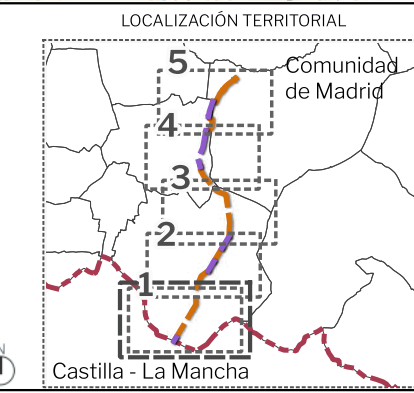 LOCALIZACIÓN TERRITORIAL
5
Comunidad
de Madrid
4
3
2
1
N
Castilla - La Mancha